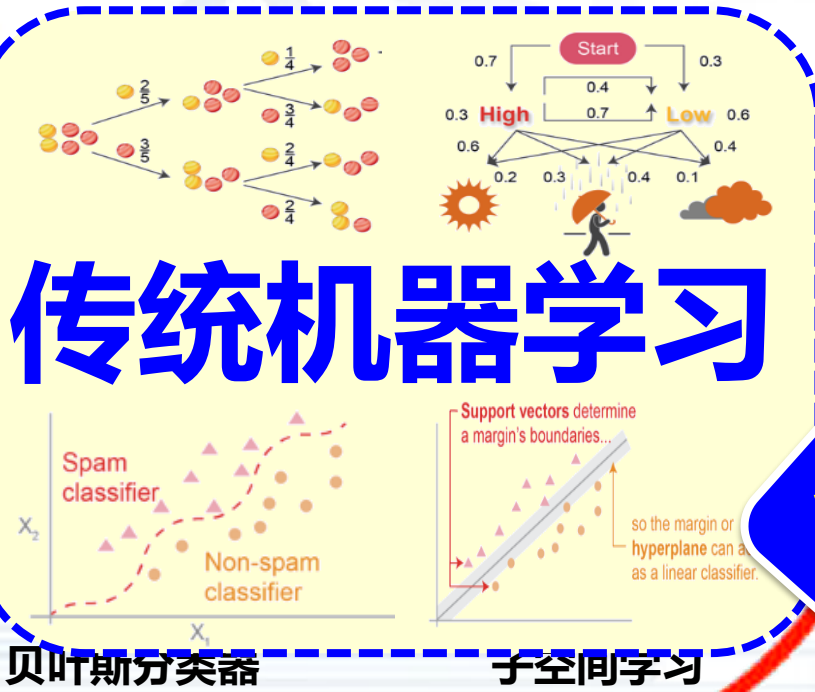 Start
0.7
0.3
0.4
0.7
0.3 High
Low 0.6
0.6
0.4
0.2 0.3 0.4 0.1
2/5
3/5
1/4
3/4
2/4
2/4
传统机器学习
Spam
classifier
Non-spam
classifier
X₂
X₁
Support vectors determine
a margin's boundaries...
so the margin or
hyperplane can
as a linear classifier.
贝叶斯分类器
子空间学习